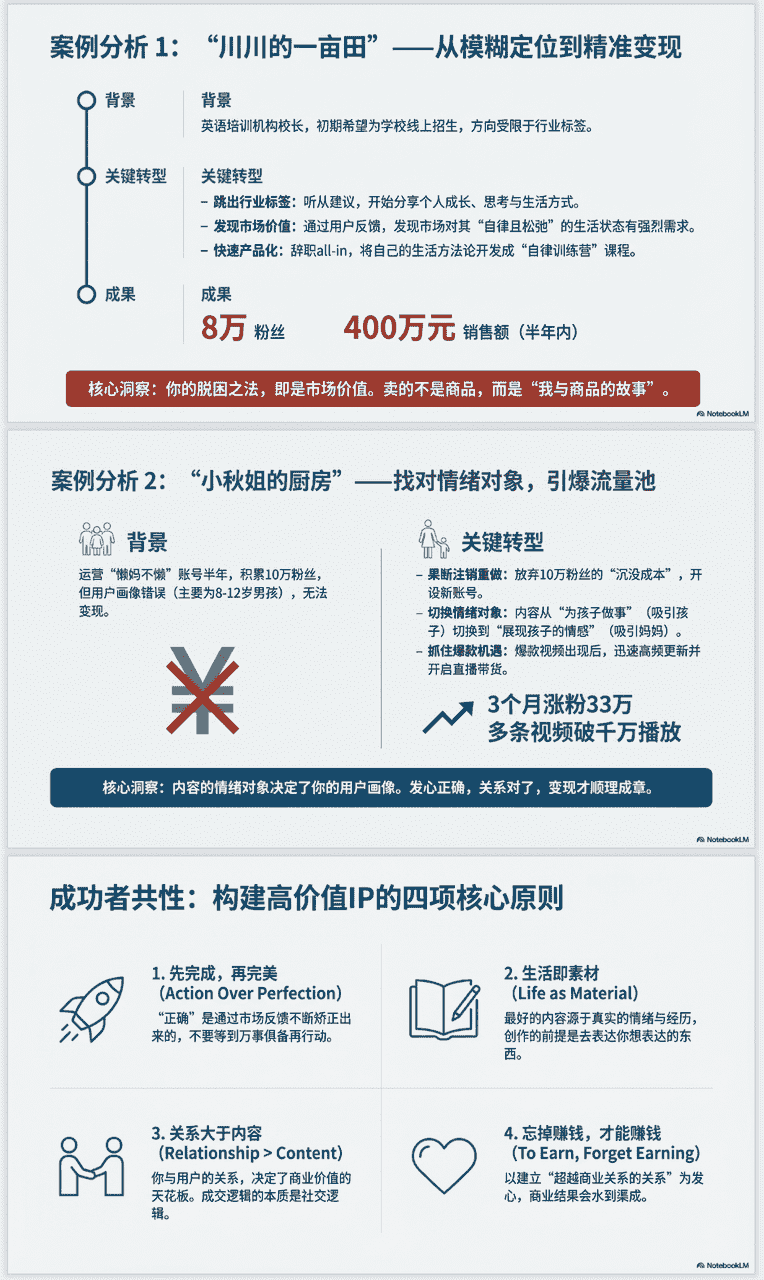 案例分析 1：“川川的一亩田”——从模糊定位到精准变现
背景
背景
英语培训机构校长，初期希望为学校线上招生，方向受限于行业标签。
关键转型
关键转型
– 跳出行业标签：听从建议，开始分享个人成长、思考与生活方式。
– 发现市场价值：通过用户反馈，发现市场对其“自律且松弛”的生活状态有强烈需求。
– 快速产品化：辞职all-in，将自己的生活方法论开发成“自律训练营”课程。
成果
成果
8万 粉丝 400万元 销售额（半年内）
核心洞察：你的脱困之法，即是市场价值。卖的不是商品，而是“我与商品的故事”。
NotebookLM
案例分析 2：“小秋姐的厨房”——找对情绪对象，引爆流量池
背景
运营“懒妈不懒”账号半年，积累10万粉丝，
但用户画像错误（主要为8-12岁男孩），无法
变现。
¥
关键转型
– 果断注销重做：放弃10万粉丝的“沉没成本”，开
设新账号。
– 切换情绪对象：内容从“为孩子做事”（吸引孩
子）切换到“展现孩子的情感”（吸引妈妈）。
– 抓住爆款机遇：爆款视频出现后，迅速高频更新并
开启直播带货。
3个月涨粉33万
多条视频破千万播放
核心洞察：内容的情绪对象决定了你的用户画像。发心正确，关系对了，变现才顺理成章。
NotebookLM
成功者共性：构建高价值IP的四项核心原则
1. 先完成，再完美
（Action Over Perfection）
“正确”是通过市场反馈不断矫正出
来的，不要等到万事俱备再行动。
2. 生活即素材
（Life as Material）
最好的内容源于真实的情绪与经历，
创作的前提是去表达你想表达的东
西。
3. 关系大于内容
（Relationship > Content）
你与用户的关系，决定了商业价值的
天花板。成交逻辑的本质是社交逻
辑。
4. 忘掉赚钱，才能赚钱
（To Earn, Forget Earning）
以建立“超越商业关系的关系”为发
心，商业结果会水到渠成。
NotebookLM